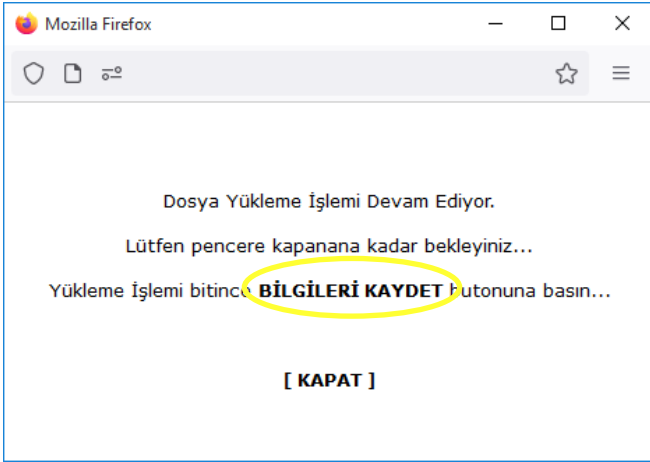 Mozilla Firefox
Dosya Yükleme İşlemi Devam Ediyor.
Lütfen pencere kapanana kadar bekleyiniz...
Yükleme İşlemi bitince BİLGİLERİ KAYDET butonuna basın...
[ KAPAT ]